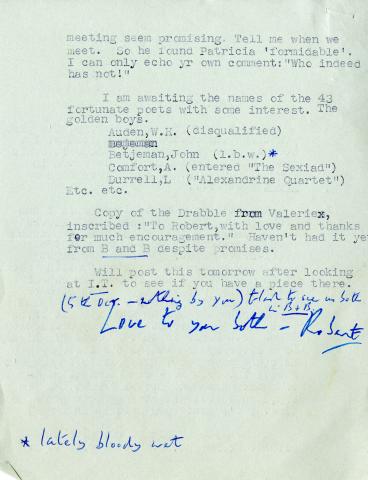 meeting seem promising. Tell me when we
meet.  So he found Patricia 'formidable'.
I can only echo yr own comment:"Who indeed
has not!"
I am awaiting the names of the 43
fortunate poets with some interest. The
golden boys.
Auden,W.H. (disqualified)
Betjeman,John (l.b.w.)*
Comfort,A. (entered "The Sexiad")
Durrell,L ("Alexandrine Quartet")
Etc. etc.
Copy of the Drabble from Valeriex,
inscribed :"To Robert,with love and thanks
for much encouragement."  Haven't had it ye
from B and B despite promises.
Will post this tomorrow after looking
at I.T. to see if you have a piece there.
(5th Oct. – nothing by you) to see us both
in B+B
Love to you both – Robert
* lately bloody wet